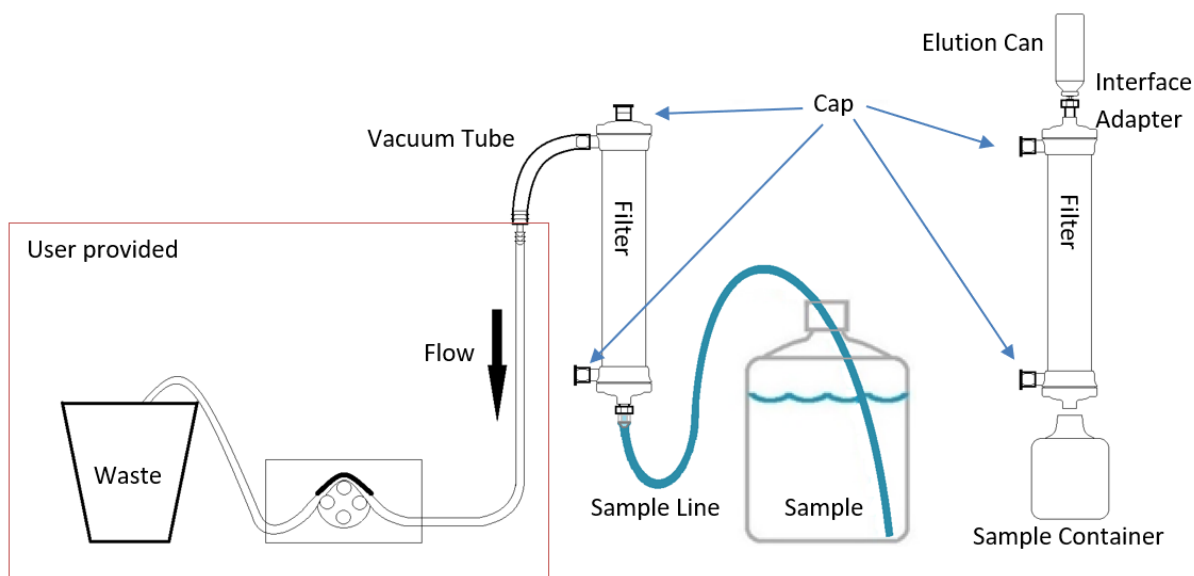 Elution Can
Interface
Adapter
Cap
Vacuum Tube
Filter
Filter
User provided
Flow
Waste
Sample Line
Sample
Sample Container